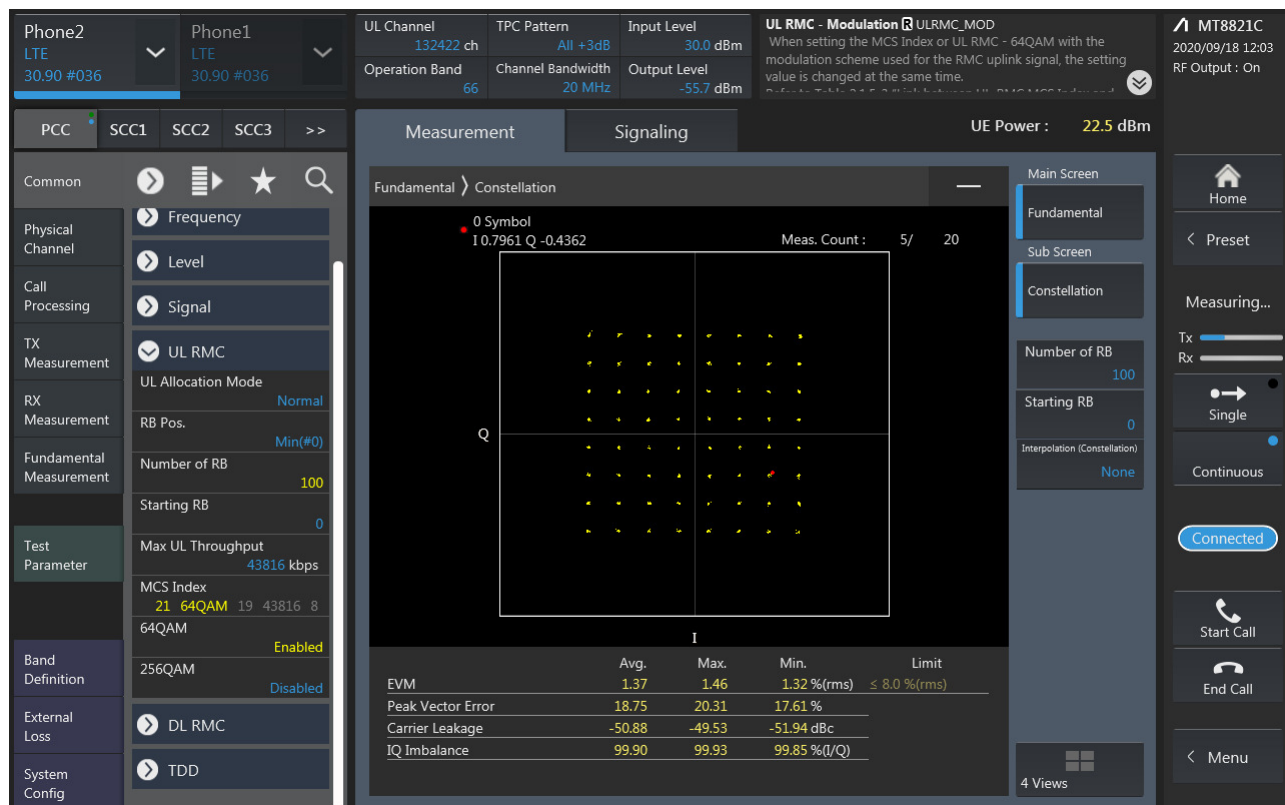 Phone2
LTE
30.90 #036
Phone1
LTE
30.90 #036
UL Channel
132422 ch
Operation Band
66
TPC Pattern
All +3dB
Channel Bandwidth
20 MHz
Input Level
30.0 dBm
Output Level
-55.7 dBm
UL RMC - Modulation R ULRMC_MOD
When setting the MCS Index or UL RMC -
64QAM with the
modulation scheme used for the RMC uplink signal, the setting
value is changed at the same time.
MT8821C
2020/09/18 12:03
RF Output : On
PCC
SCC1
SCC2
SCC3
>>
Measurement
Signaling
UE Power : 22.5 dBm
Common
Physical
Channel
Call
Processing
TX
Measurement
RX
Measurement
Fundamental
Measurement
Test
Parameter
Band
Definition
External
Loss
System
Config
Frequency
Level
Signal
UL RMC
UL Allocation Mode
Normal
RB Pos.
Min(#0)
Number of RB
100
Starting RB
0
Max UL Throughput
43816 kbps
MCS Index
21 64QAM 19 43816 8
64QAM
Enabled
256QAM
Disabled
DL RMC
TDD
Fundamental 〉 Constellation
0 Symbol
I 0.7961 Q -0.4362
Meas. Count : 5/ 20
Q
I
Avg. Max. Min. Limit
EVM 1.37 1.46 1.32 %(rms) ≤ 8.0 %(rms)
Peak Vector Error 18.75 20.31 17.61 %
Carrier Leakage -50.88 -49.53 -51.94 dBc
IQ Imbalance 99.90 99.93 99.85 %(I/Q)
Main Screen
Fundamental
Sub Screen
Constellation
Number of RB
100
Starting RB
0
Interpolation (Constellation)
None
4 Views
Home
< Preset
Measuring...
Tx
Rx
Single
Continuous
Connected
Start Call
End Call
< Menu